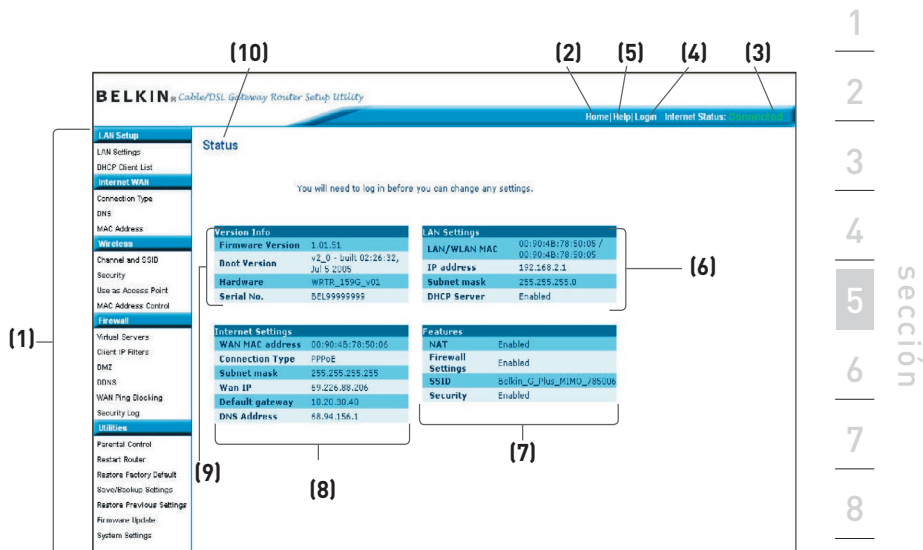 (10) (2) (5) (4) (3)
BELKIN® Cable/DSL Gateway Router Setup Utility
Home|Help|Login Internet Status: Connected
(1)
LAN Setup
LAN Settings
DHCP Client List
Internet WAN
Connection Type
DNS
MAC Address
Wireless
Channel and SSID
Security
Use as Access Point
MAC Address Control
Firewall
Virtual Servers
Client IP Filters
DMZ
DDNS
WAN Ping Blocking
Security Log
Utilities
Parental Control
Restart Router
Restore Factory Default
Save/Backup Settings
Restore Previous Settings
Firmware Update
System Settings
Status
You will need to log in before you can change any settings.
Version Info
Firmware Version 1.01.51
Boot Version v2_0 - built 02:26:32,
Jul 5 2005
Hardware WRTR_159G_v01
Serial No. BEL99999999
(9)
LAN Settings
LAN/WLAN MAC 00:90:4B:78:50:05 /
00:90:4B:78:50:05
IP address 192.168.2.1
Subnet mask 255.255.255.0
DHCP Server Enabled
(6)
Internet Settings
WAN MAC address 00:90:4B:78:50:06
Connection Type PPPoE
Subnet mask 255.255.255.255
Wan IP 69.226.88.206
Default gateway 10.20.30.40
DNS Address 68.94.156.1
(8)
Features
NAT Enabled
Firewall
Settings Enabled
SSID Belkin_G_Plus_MIMO_785006
Security Enabled
(7)
1
2
3
4
5
6
7
8
sección